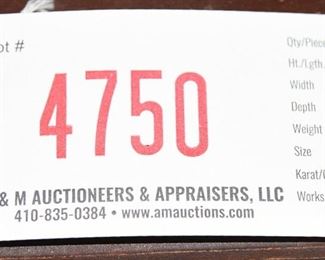 ot #
4750
& M AUCTIONEERS & APPRAISERS, LLC
410-835-0384 • www.amauctions.com
Qty/Piece
Ht./Lgth.
Width
Depth
Weight
Size
Karat/
Works